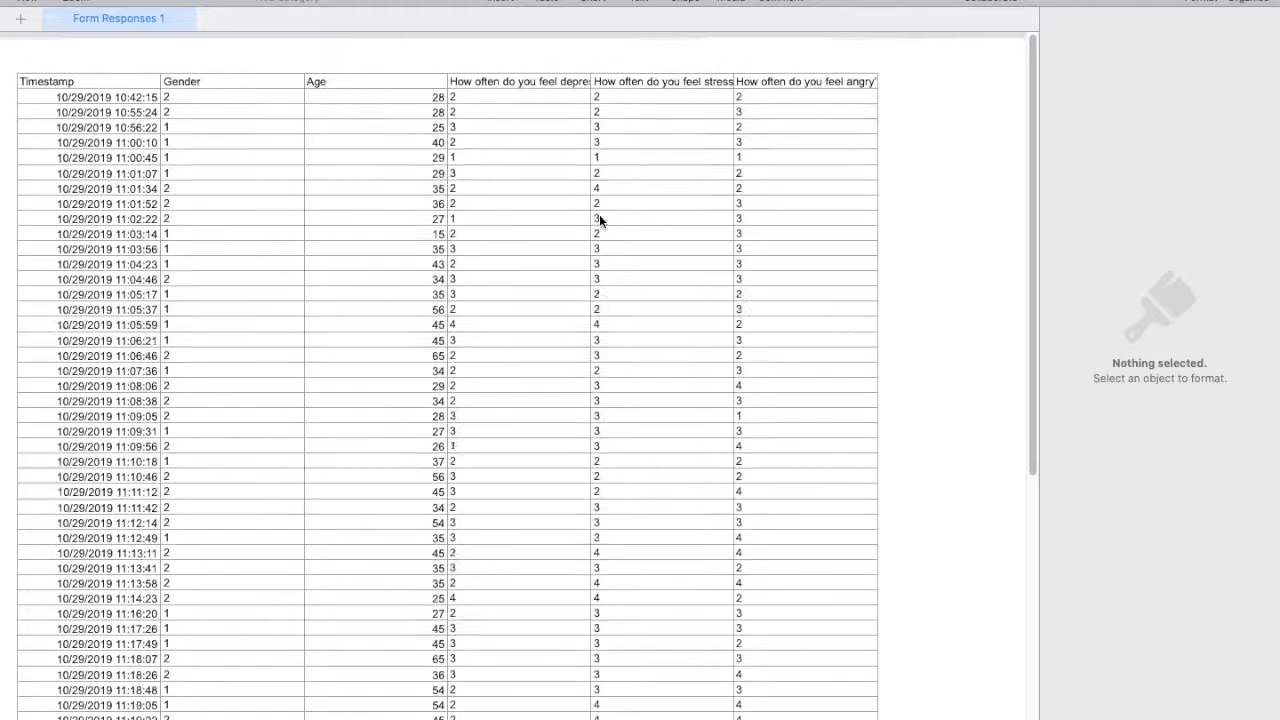 Form Responses 1
Timestamp Gender Age How often do you feel depre How often do you feel stress How often do you feel angry
10/29/2019 10:42:15 2 28 2 2 2
10/29/2019 10:55:24 2 28 2 2 3
10/29/2019 10:56:22 1 25 3 3 2
10/29/2019 11:00:10 1 40 2 3 3
10/29/2019 11:00:45 1 29 1 1 1
10/29/2019 11:01:07 1 29 3 2 2
10/29/2019 11:01:34 2 35 2 4 2
10/29/2019 11:01:52 2 36 2 2 3
10/29/2019 11:02:22 2 27 1 3 3
10/29/2019 11:03:14 1 15 2 2 3
10/29/2019 11:03:56 1 35 3 3 3
10/29/2019 11:04:23 1 43 2 3 3
10/29/2019 11:04:46 2 34 3 3 3
10/29/2019 11:05:17 1 35 3 2 2
10/29/2019 11:05:37 1 56 2 2 3
10/29/2019 11:05:59 1 45 4 4 2
10/29/2019 11:06:21 1 45 3 3 3
10/29/2019 11:06:46 2 65 2 3 2
10/29/2019 11:07:36 1 34 2 2 3
10/29/2019 11:08:06 2 29 2 3 4
10/29/2019 11:08:38 2 34 2 3 3
10/29/2019 11:09:05 2 28 3 3 1
10/29/2019 11:09:31 1 27 3 3 3
10/29/2019 11:09:56 2 26 1 3 4
10/29/2019 11:10:18 1 37 2 2 2
10/29/2019 11:10:46 2 56 3 2 2
10/29/2019 11:11:12 2 45 3 2 4
10/29/2019 11:11:42 2 34 2 3 3
10/29/2019 11:12:14 2 54 3 3 3
10/29/2019 11:12:49 1 35 3 3 4
10/29/2019 11:13:11 2 45 2 4 4
10/29/2019 11:13:41 2 35 3 3 2
10/29/2019 11:13:58 2 35 2 4 4
10/29/2019 11:14:23 2 25 4 4 2
10/29/2019 11:16:20 1 27 2 3 3
10/29/2019 11:17:26 1 45 3 3 3
10/29/2019 11:17:49 1 45 3 3 2
10/29/2019 11:18:07 2 65 3 3 3
10/29/2019 11:18:26 2 36 3 3 4
10/29/2019 11:18:48 1 54 2 3 3
10/29/2019 11:19:05 1 54 2 4 4
Nothing selected.
Select an object to format.